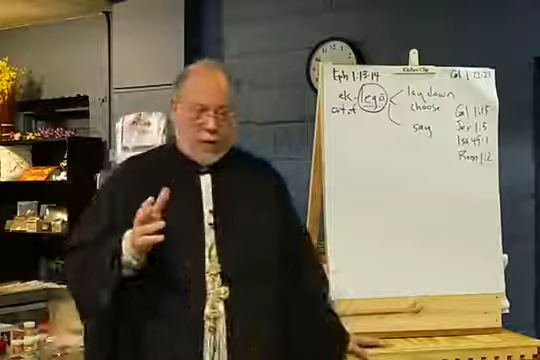 Eph 1:13-14
Col 1:22-23
ek-
lego
lay down
out of
choose
say
Gal 1:15
Jer 1:5
Isa 49:1
Rom 1:2